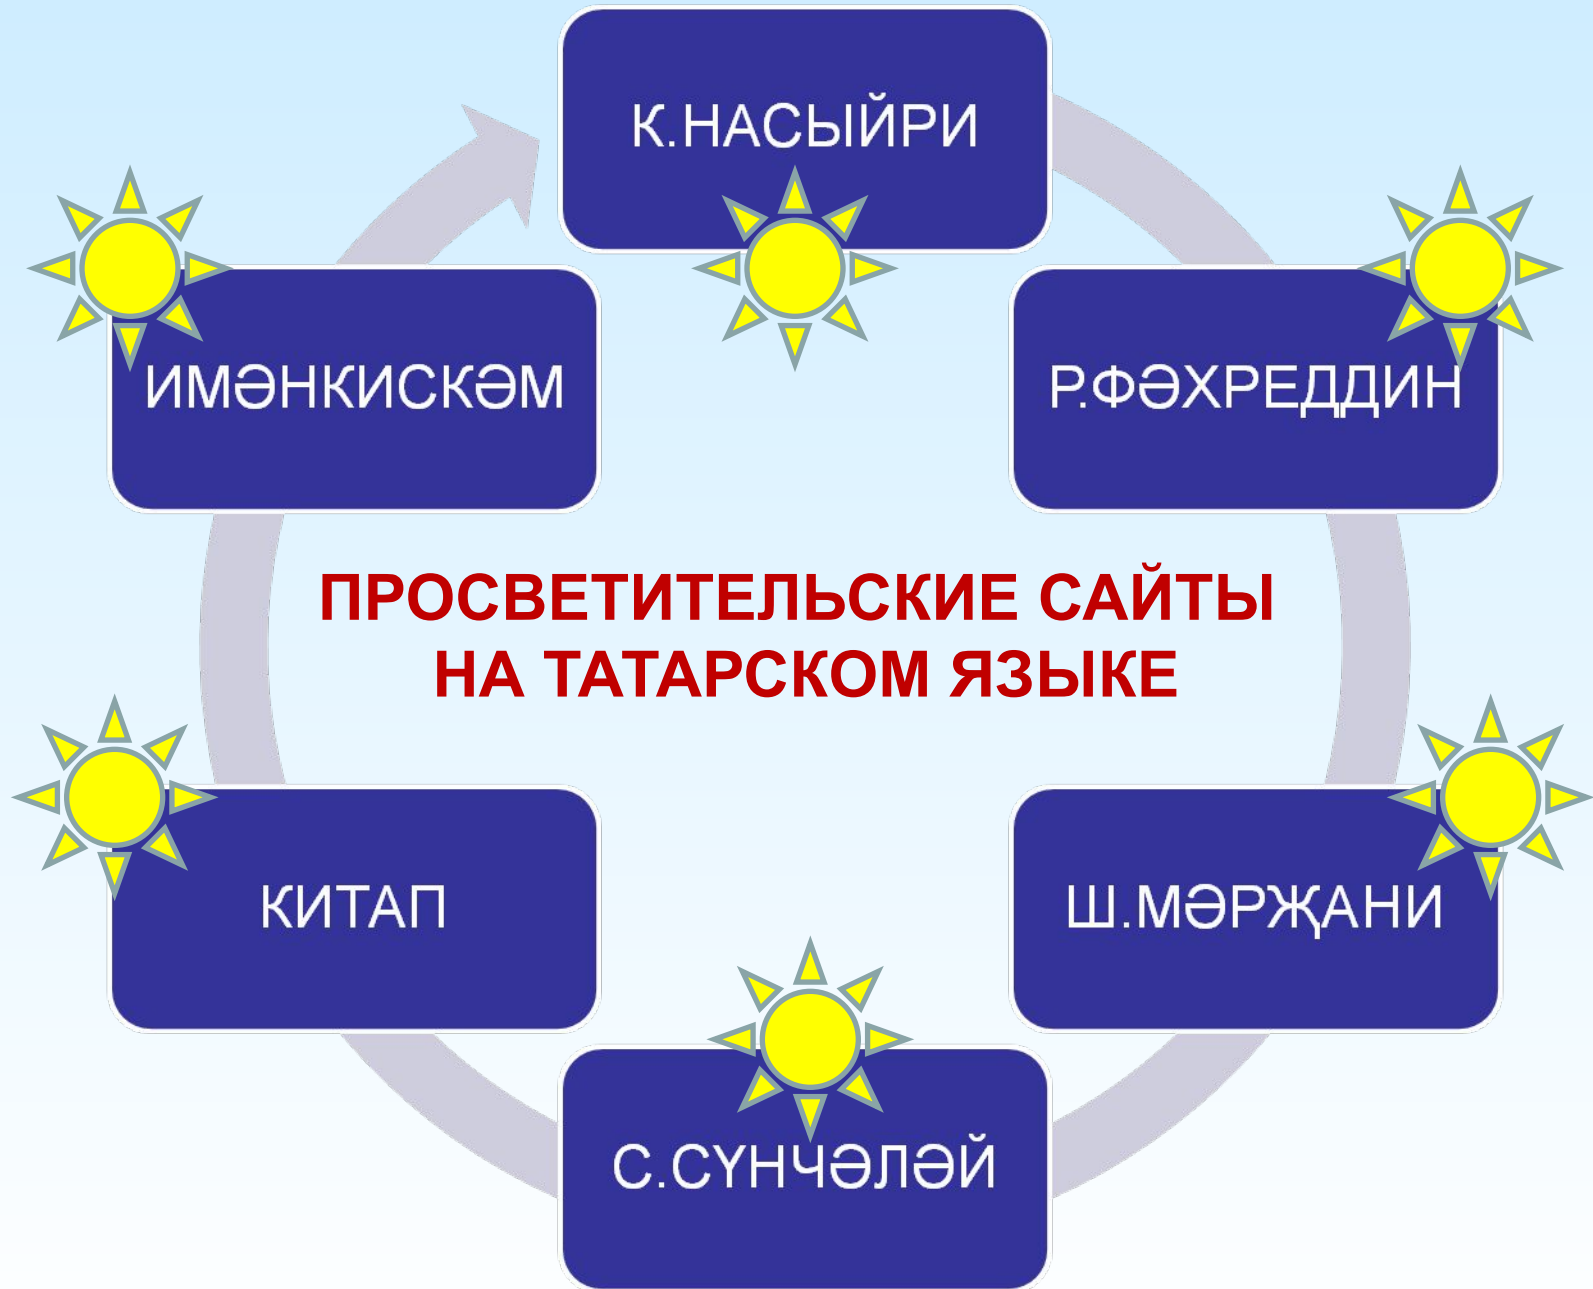 К.НАСЫЙРИ
ИМӘНКИСКӘМ
Р.ФӘХРЕДДИН
ПРОСВЕТИТЕЛЬСКИЕ САЙТЫ
НА ТАТАРСКОМ ЯЗЫКЕ
КИТАП
Ш.МӘРҖАНИ
С.СҮНЧӘЛӘЙ